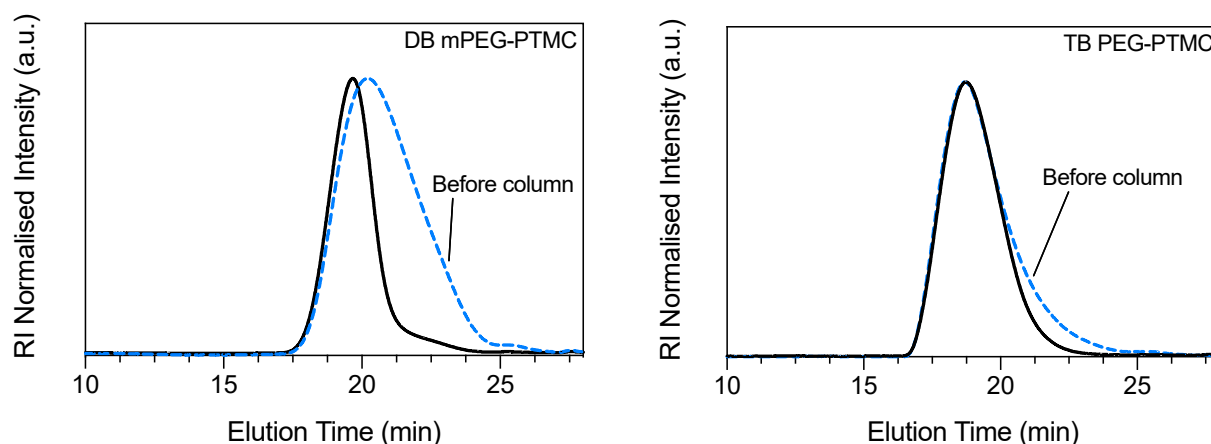 RI Normalised Intensity (a.u.)
DB mPEG-PTMC
Before column
10 15 20 25
Elution Time (min)
RI Normalised Intensity (a.u.)
TB PEG-PTMC
Before column
10 15 20 25
Elution Time (min)